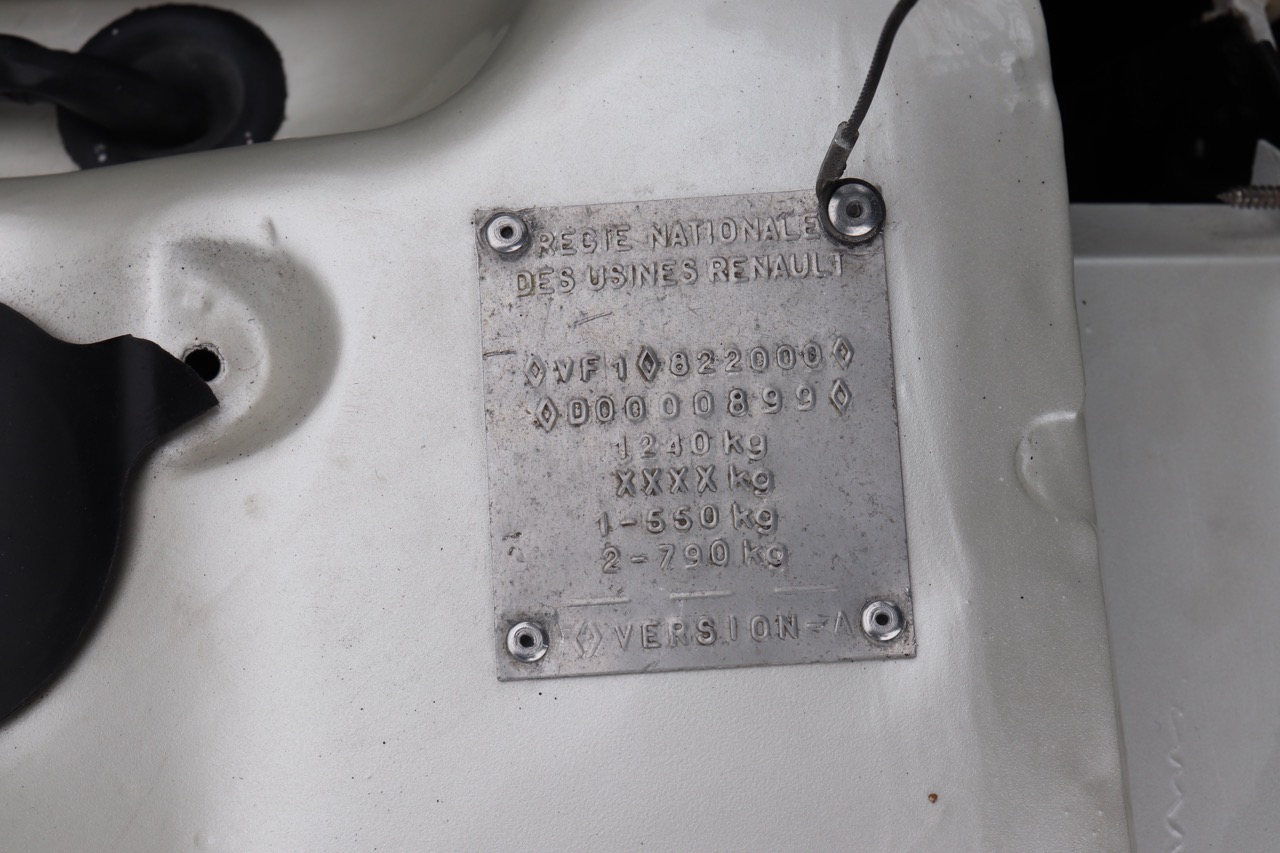 REGIE NATIONALE
DES USINES RENAULT
◊VF1◊822000◊
◊D0000899◊
1240 kg
XXXX kg
1-550 kg
2-790 kg
◊VERSION-A